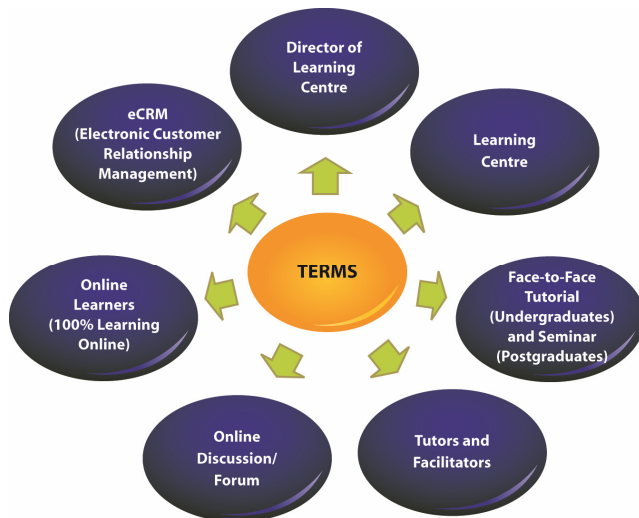 Director of
Learning
Centre
eCRM
(Electronic Customer
Relationship
Management)
Learning
Centre
TERMS
Online
Learners
(100% Learning
Online)
Face-to-Face
Tutorial
(Undergraduates)
and Seminar
(Postgraduates)
Online
Discussion/
Forum
Tutors and
Facilitators